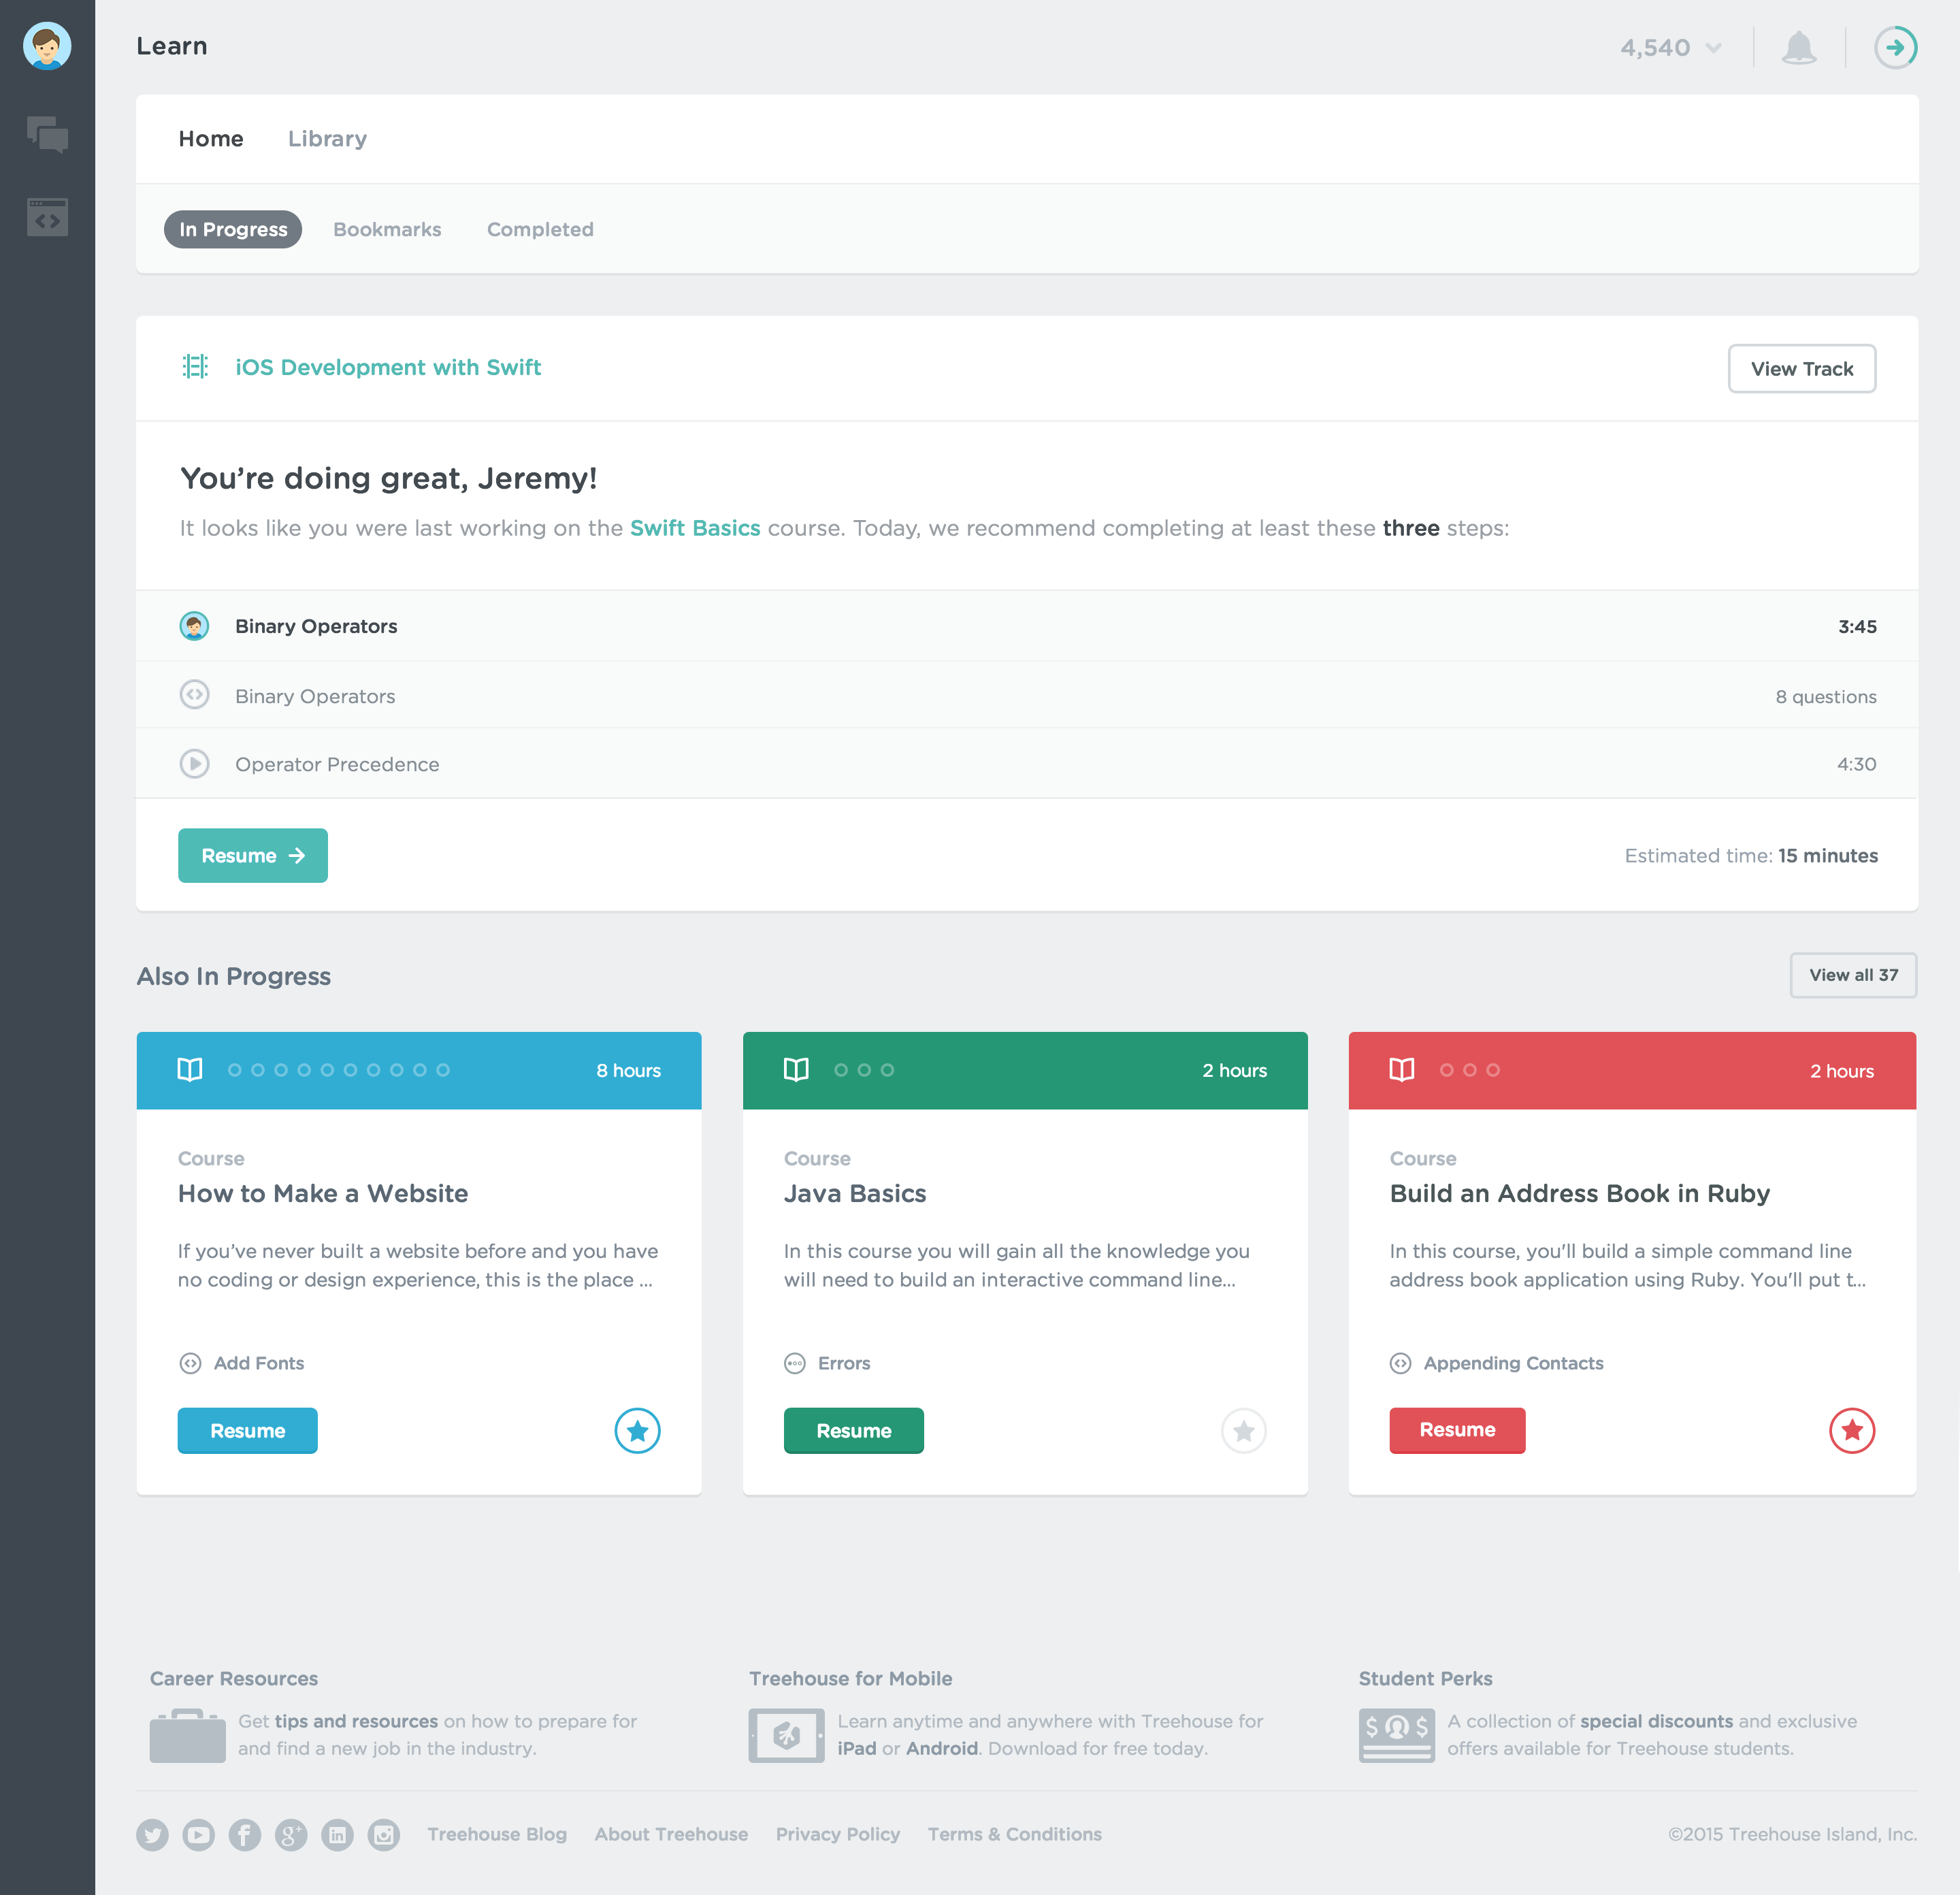 Learn
4,540
Home
Library
In Progress
Bookmarks
Completed
iOS Development with Swift
View Track
You’re doing great, Jeremy!
It looks like you were last working on the Swift Basics course. Today, we recommend completing at least these three steps:
Binary Operators
3:45
Binary Operators
8 questions
Operator Precedence
4:30
Resume
Estimated time: 15 minutes
Also In Progress
View all 37
8 hours
Course
How to Make a Website
If you’ve never built a website before and you have
no coding or design experience, this is the place ...
Add Fonts
Resume
2 hours
Course
Java Basics
In this course you will gain all the knowledge you
will need to build an interactive command line...
Errors
Resume
2 hours
Course
Build an Address Book in Ruby
In this course, you'll build a simple command line
address book application using Ruby. You'll put t...
Appending Contacts
Resume
Career Resources
Get tips and resources on how to prepare for
and find a new job in the industry.
Treehouse for Mobile
Learn anytime and anywhere with Treehouse for
iPad or Android. Download for free today.
Student Perks
A collection of special discounts and exclusive
offers available for Treehouse students.
Treehouse Blog
About Treehouse
Privacy Policy
Terms & Conditions
©2015 Treehouse Island, Inc.